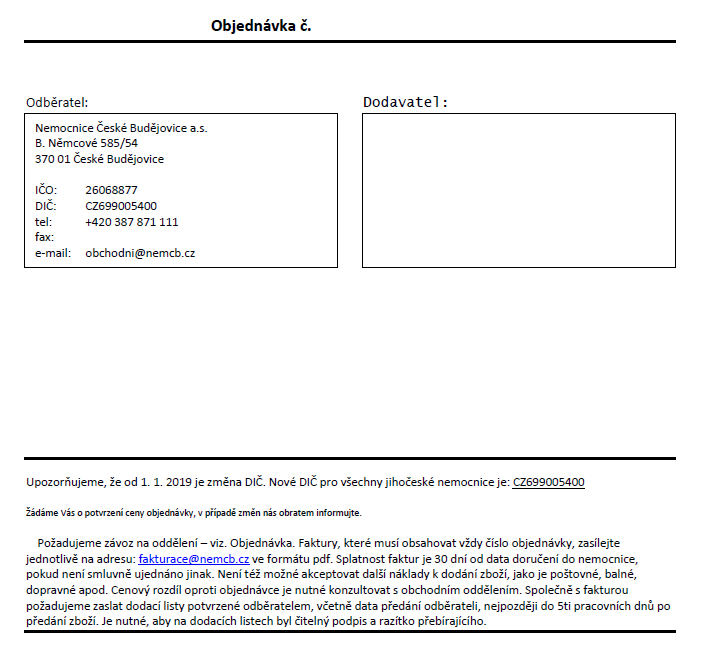 Objednávka č.
Odběratel:
Dodavatel:
Nemocnice České Budějovice a.s.
B. Němcové 585/54
370 01 České Budějovice
IČO: 26068877
DIČ: CZ699005400
tel: +420 387 871 111
fax:
e-mail: obchodni@nemcb.cz
Upozorňujeme, že od 1. 1. 2019 je změna DIČ. Nové DIČ pro všechny jihočeské nemocnice je: CZ699005400
Žádáme Vás o potvrzení ceny objednávky, v případě změn nás obratem informujte.
Požadujeme závoz na oddělení – viz. Objednávka. Faktury, které musí obsahovat vždy číslo objednávky, zasílejte
jednotlivě na adresu: fakturace@nemcb.cz ve formátu pdf. Splatnost faktur je 30 dní od data doručení do nemocnice,
pokud není smluvně ujednáno jinak. Není též možné akceptovat další náklady k dodání zboží, jako je poštovné, balné,
dopravné apod. Cenový rozdíl oproti objednávce je nutné konzultovat s obchodním oddělením. Společně s fakturou
požadujeme zaslat dodací listy potvrzené odběratelem, včetně data předání odběrateli, nejpozději do 5ti pracovních dnů po
předání zboží. Je nutné, aby na dodacích listech byl čitelný podpis a razítko přebírajícího.